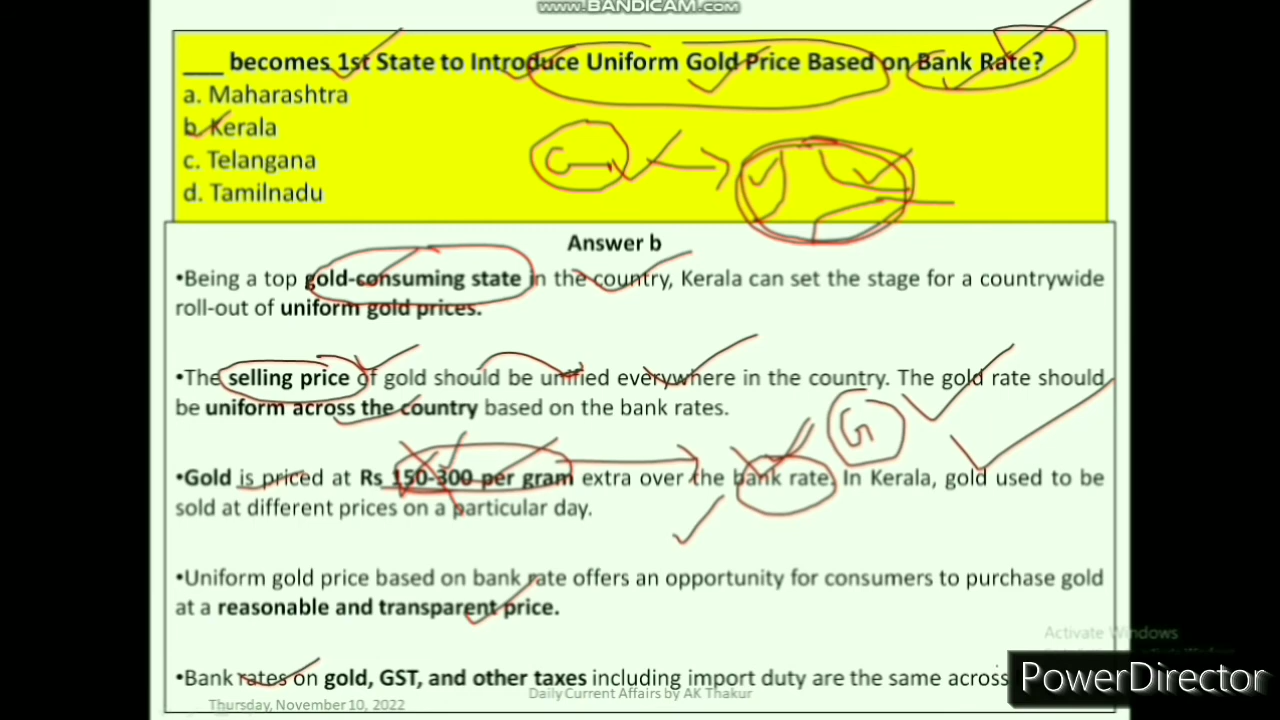 www.BANDICAM.com
___ becomes 1st State to Introduce Uniform Gold Price Based on Bank Rate?
a. Maharashtra
b. Kerala
c. Telangana
d. Tamilnadu
Answer b
•Being a top gold-consuming state in the country, Kerala can set the stage for a countrywide
roll-out of uniform gold prices.
•The selling price of gold should be unified everywhere in the country. The gold rate should
be uniform across the country based on the bank rates.
•Gold is priced at Rs 150-300 per gram extra over the bank rate. In Kerala, gold used to be
sold at different prices on a particular day.
•Uniform gold price based on bank rate offers an opportunity for consumers to purchase gold
at a reasonable and transparent price.
Activate Windows
•Bank rates on gold, GST, and other taxes including import duty are the same across
PowerDirector
Daily Current Affairs by AK Thakur
Thursday, November 10, 2022